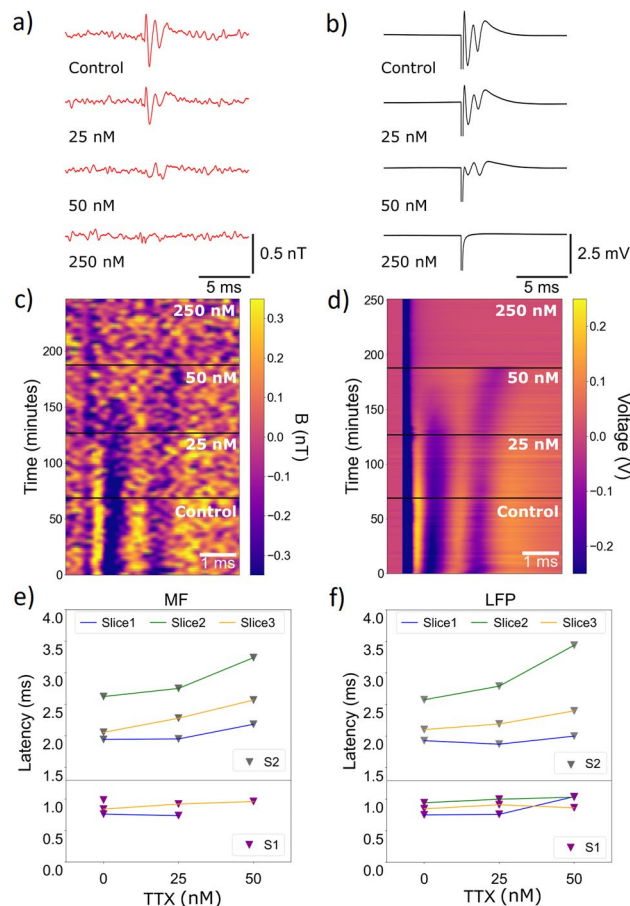 a)
Control
25 nM
50 nM
250 nM
0.5 nT
5 ms
b)
Control
25 nM
50 nM
250 nM
2.5 mV
5 ms
c)
250 nM
50 nM
25 nM
Control
1 ms
Time (minutes)
200
150
100
50
0
0.3
0.2
0.1
0.0
−0.1
−0.2
−0.3
B (nT)
d)
250 nM
50 nM
25 nM
Control
1 ms
Time (minutes)
250
200
150
100
50
0
0.2
0.1
0.0
−0.1
−0.2
Voltage (V)
e)
MF
Slice1 Slice2 Slice3
S2
S1
Latency (ms)
4.0
3.5
3.0
2.5
2.0
1.5
1.0
0.5
0.0
0 25 50
TTX (nM)
f)
LFP
Slice1 Slice2 Slice3
S2
S1
Latency (ms)
4.0
3.5
3.0
2.5
2.0
1.5
1.0
0.5
0.0
0 25 50
TTX (nM)